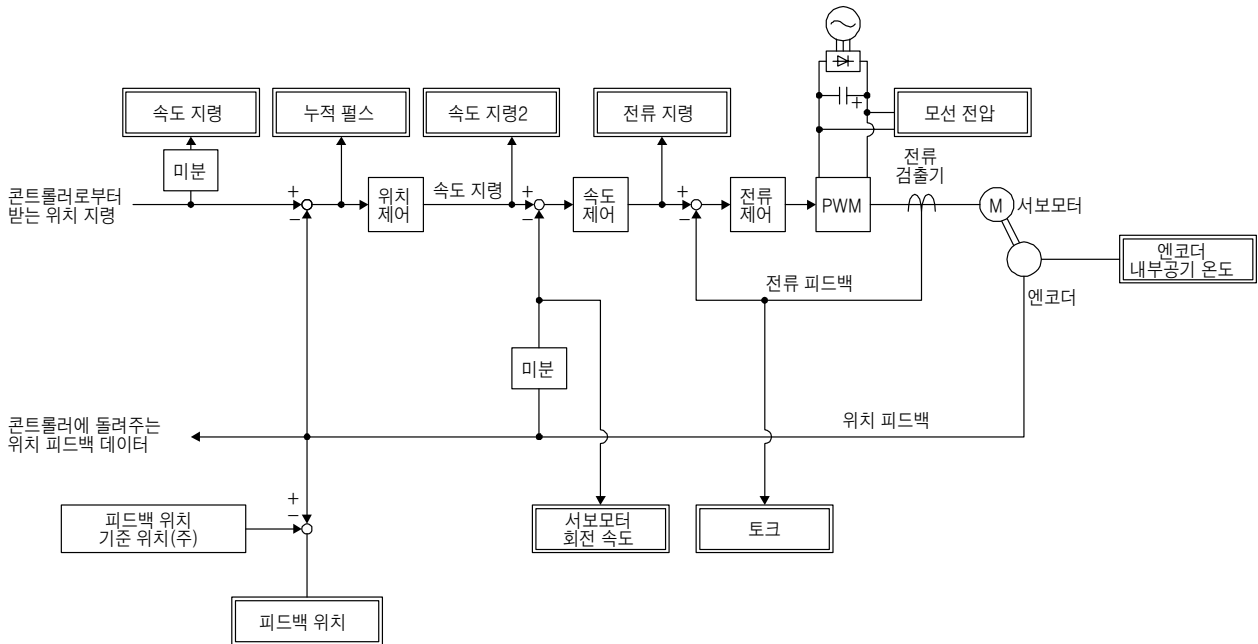 속도 지령
누적 펄스
속도 지령2
전류 지령
모선 전압
미분
전류
검출기
콘트롤러로부터
받는 위치 지령
+
−
위치
제어
속도 지령
+
−
속도
제어
+
−
전류
제어
PWM
+
M
서보모터
엔코더
내부공기 온도
엔코더
전류 피드백
미분
콘트롤러에 돌려주는
위치 피드백 데이터
위치 피드백
+
−
피드백 위치
기준 위치(주)
서보모터
회전 속도
토크
피드백 위치